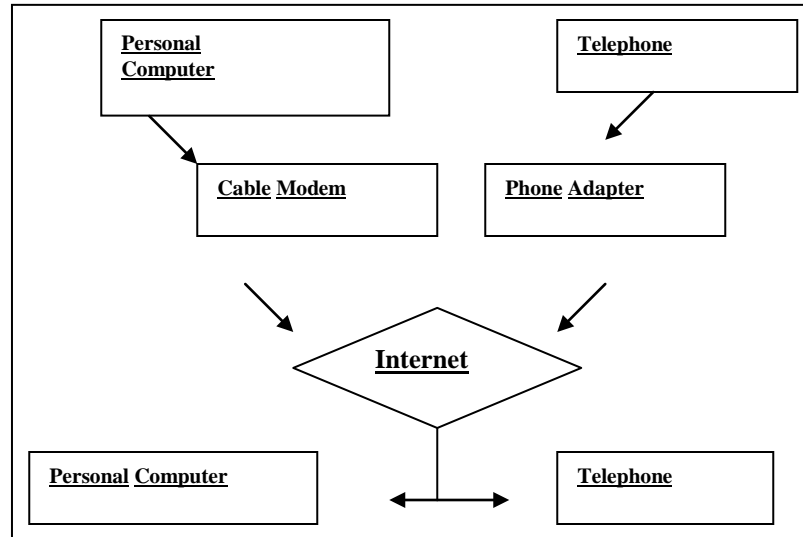 Personal
Computer
Telephone
Cable Modem
Phone Adapter
Internet
Personal Computer
Telephone